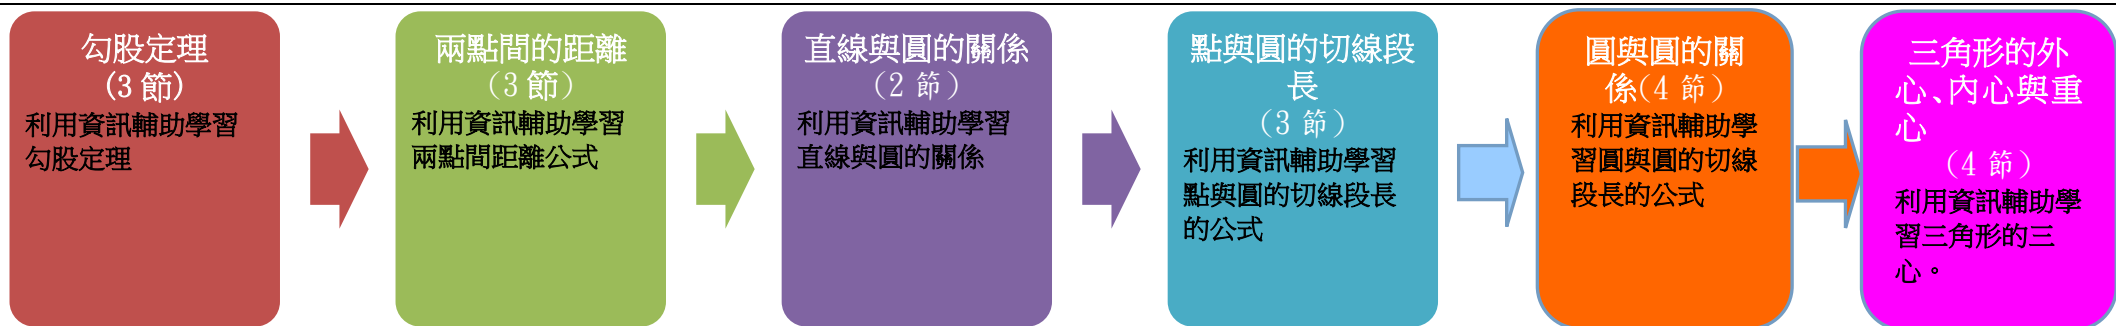 勾股定理
(3 節)
利用資訊輔助學習
勾股定理
兩點間的距離
(3 節)
利用資訊輔助學習
兩點間距離公式
直線與圓的關係
(2 節)
利用資訊輔助學習
直線與圓的關係
點與圓的切線段
長
(3 節)
利用資訊輔助學習
點與圓的切線段長
的公式
圓與圓的關
係(4 節)
利用資訊輔助學
習圓與圓的切線
段長的公式
三角形的外
心、內心與重
心
(4 節)
利用資訊輔助學
習三角形的三
心。